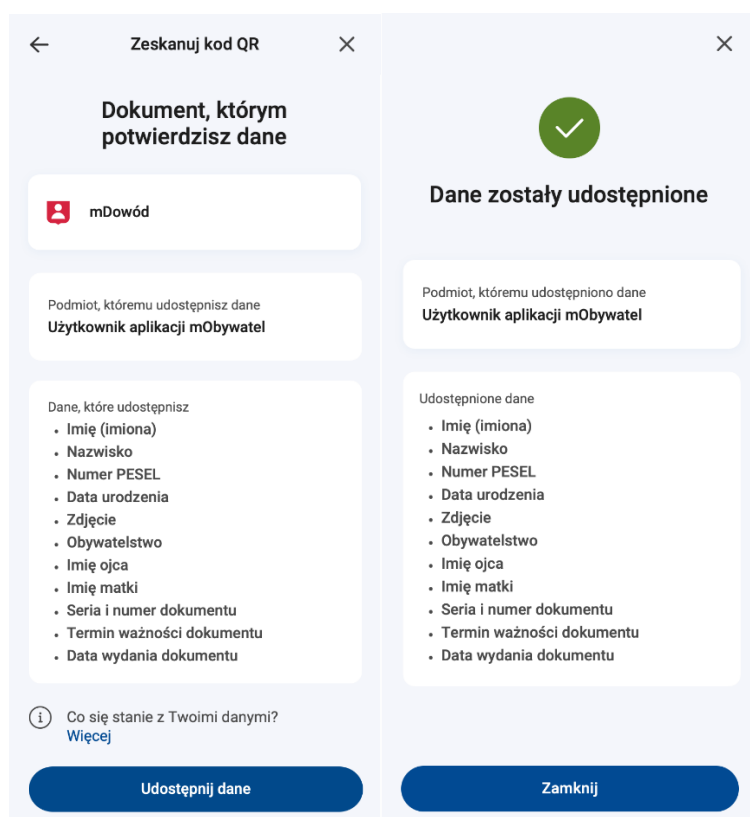 Zeskanuj kod QR
Dokument, którym
potwierdzisz dane
mDowód
Podmiot, któremu udostępnisz dane
Użytkownik aplikacji mObywatel
Dane, które udostępnisz
• Imię (imiona)
• Nazwisko
• Numer PESEL
• Data urodzenia
• Zdjęcie
• Obywatelstwo
• Imię ojca
• Imię matki
• Seria i numer dokumentu
• Termin ważności dokumentu
• Data wydania dokumentu
Co się stanie z Twoimi danymi?
Więcej
Udostępnij dane
Dane zostały udostępnione
Podmiot, któremu udostępniono dane
Użytkownik aplikacji mObywatel
Udostępnione dane
• Imię (imiona)
• Nazwisko
• Numer PESEL
• Data urodzenia
• Zdjęcie
• Obywatelstwo
• Imię ojca
• Imię matki
• Seria i numer dokumentu
• Termin ważności dokumentu
• Data wydania dokumentu
Zamknij